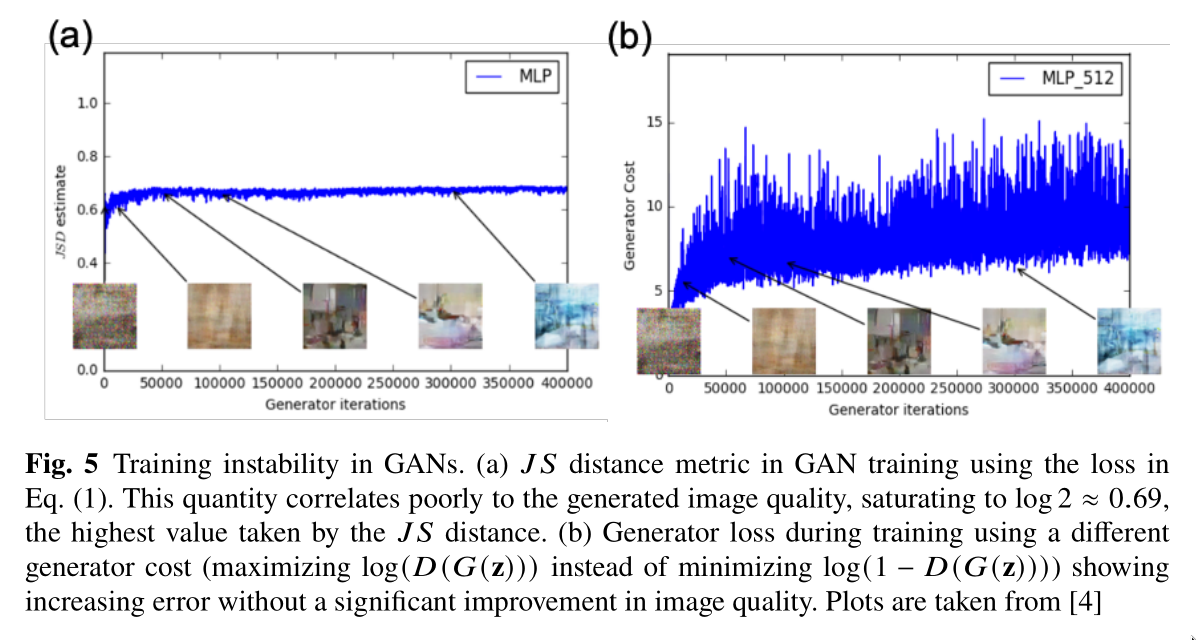 (a)
MLP
1.0
0.8
0.6
0.4
0.0
JSD estimate
0 50000 100000 150000 200000 250000 300000 350000 400000
Generator iterations
(b)
MLP_512
15
10
5
0
Generator Cost
0 50000 100000 150000 200000 250000 300000 350000 400000
Generator iterations
Fig. 5 Training instability in GANs. (a) JS distance metric in GAN training using the loss in
Eq. (1). This quantity correlates poorly to the generated image quality, saturating to log 2 ≈ 0.69,
the highest value taken by the JS distance. (b) Generator loss during training using a different
generator cost (maximizing log(D(G(z))) instead of minimizing log(1 − D(G(z)))) showing
increasing error without a significant improvement in image quality. Plots are taken from [4]